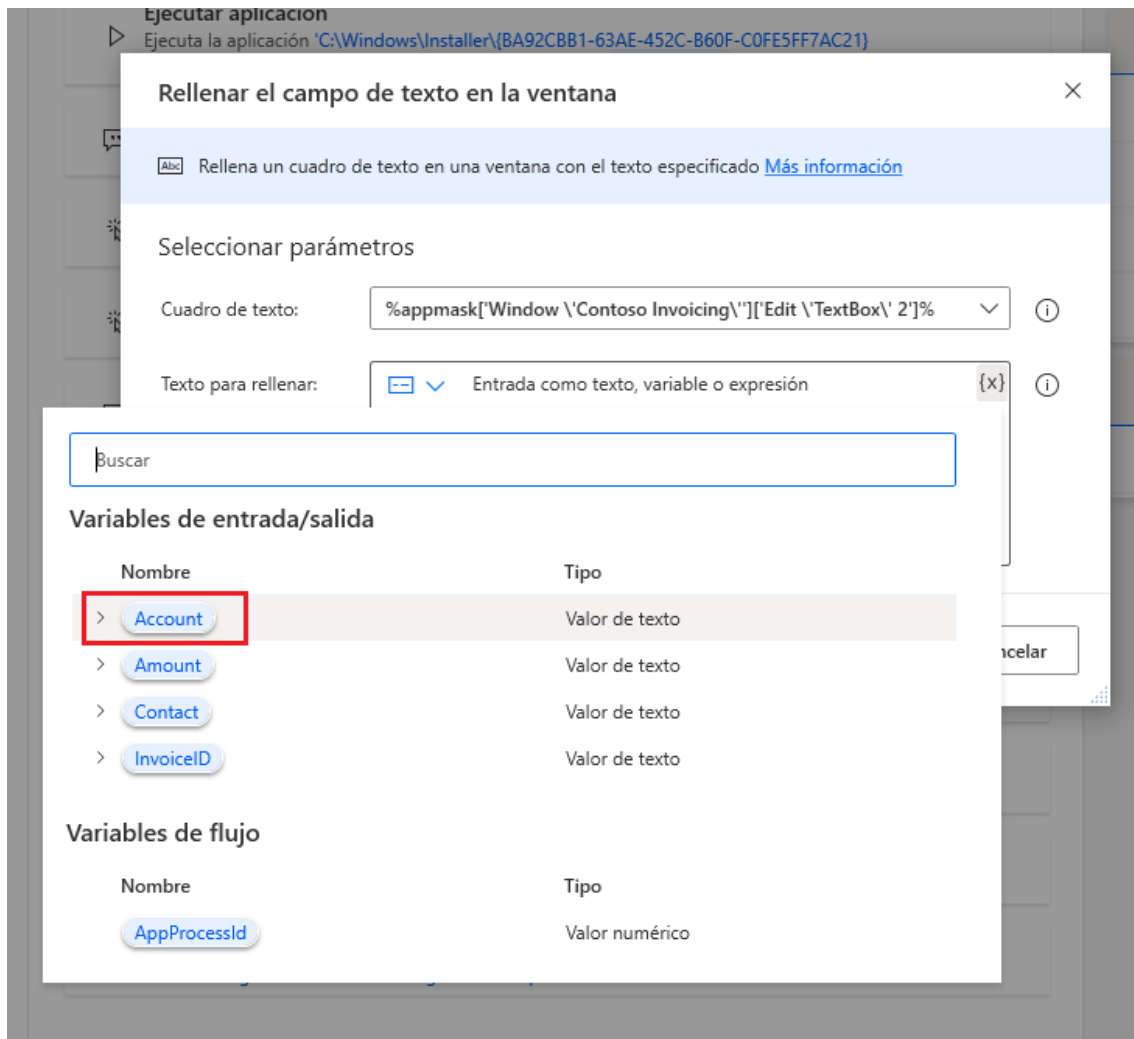 Ejecutar aplicación
Ejecuta la aplicación 'C:\Windows\Installer\{BA92CBB1-63AE-452C-B60F-C0FE5FF7AC21}
Rellenar el campo de texto en la ventana
Abc Rellena un cuadro de texto en una ventana con el texto especificado Más información
Seleccionar parámetros
Cuadro de texto: %appmask['Window \'Contoso Invoicing\'']['Edit \'TextBox\' 2']%
Texto para rellenar: Entrada como texto, variable o expresión {x}
Buscar
Variables de entrada/salida
Nombre Tipo
Account Valor de texto
Amount Valor de texto
ncelar
Contact Valor de texto
InvoiceID Valor de texto
Variables de flujo
Nombre Tipo
AppProcessId Valor numérico